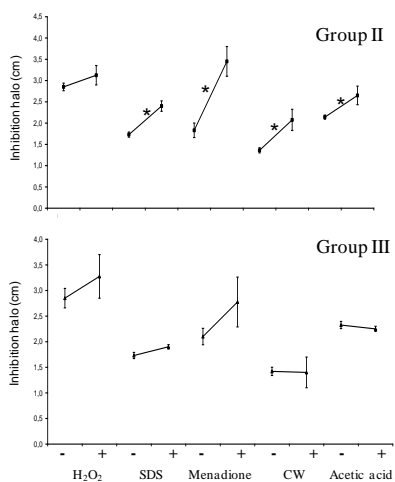 Group II
Inhibition halo (cm)
4,5
4,0
3,5
3,0
2,5
2,0
1,5
1,0
5,0
0,0
* * * *
Group III
Inhibition halo (cm)
4,0
3,5
3,0
2,5
2,0
1,5
1,0
5,0
0,0
- + - + - + - + - +
H₂O₂ SDS Menadione CW Acetic acid